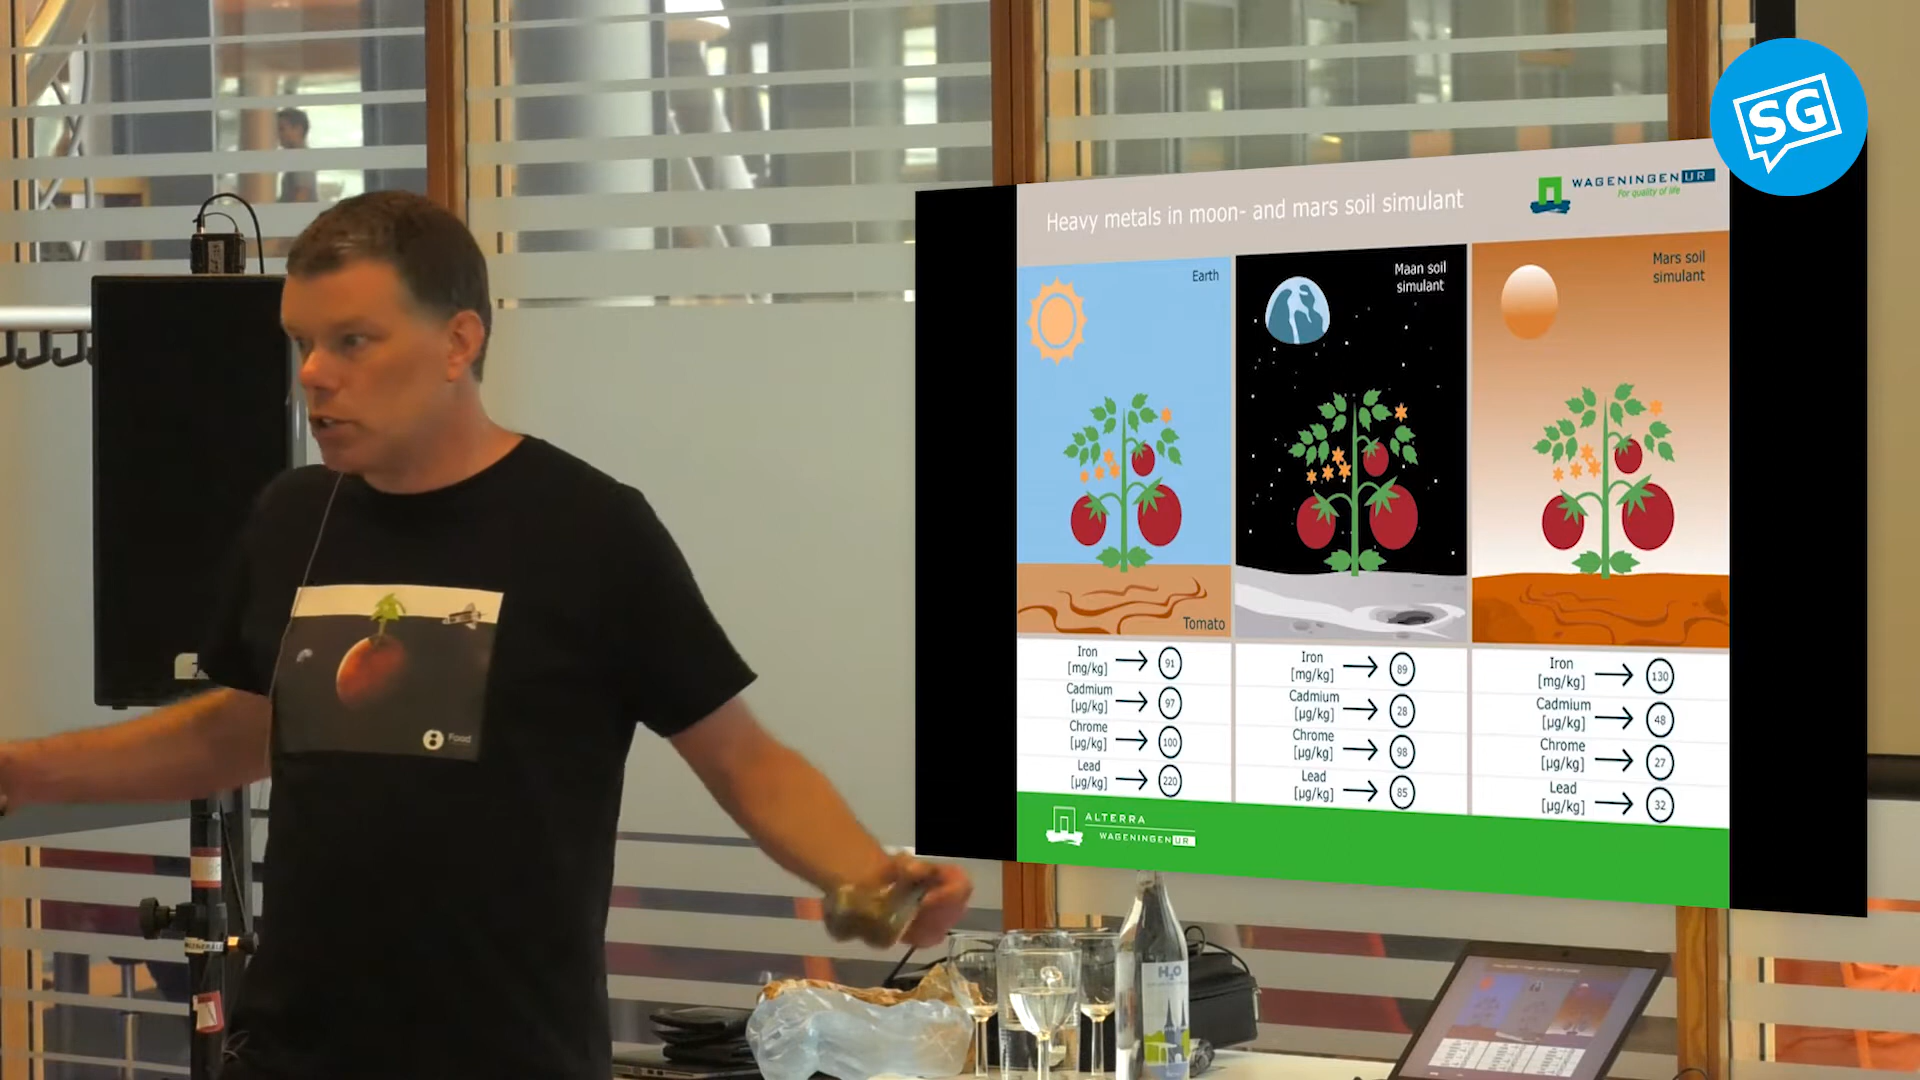 SG
Heavy metals in moon- and mars soil simulant
WAGENINGEN UR
For quality of life
Earth
Tomato
Iron
[mg/kg]
91
Cadmium
[µg/kg]
97
Chrome
[µg/kg]
100
Lead
[µg/kg]
220
Maan soil
simulant
Iron
[mg/kg]
89
Cadmium
[µg/kg]
28
Chrome
[µg/kg]
98
Lead
[µg/kg]
85
Mars soil
simulant
Iron
[mg/kg]
130
Cadmium
[µg/kg]
48
Chrome
[µg/kg]
27
Lead
[µg/kg]
32
ALTERRA
WAGENINGEN UR
Food
H2O